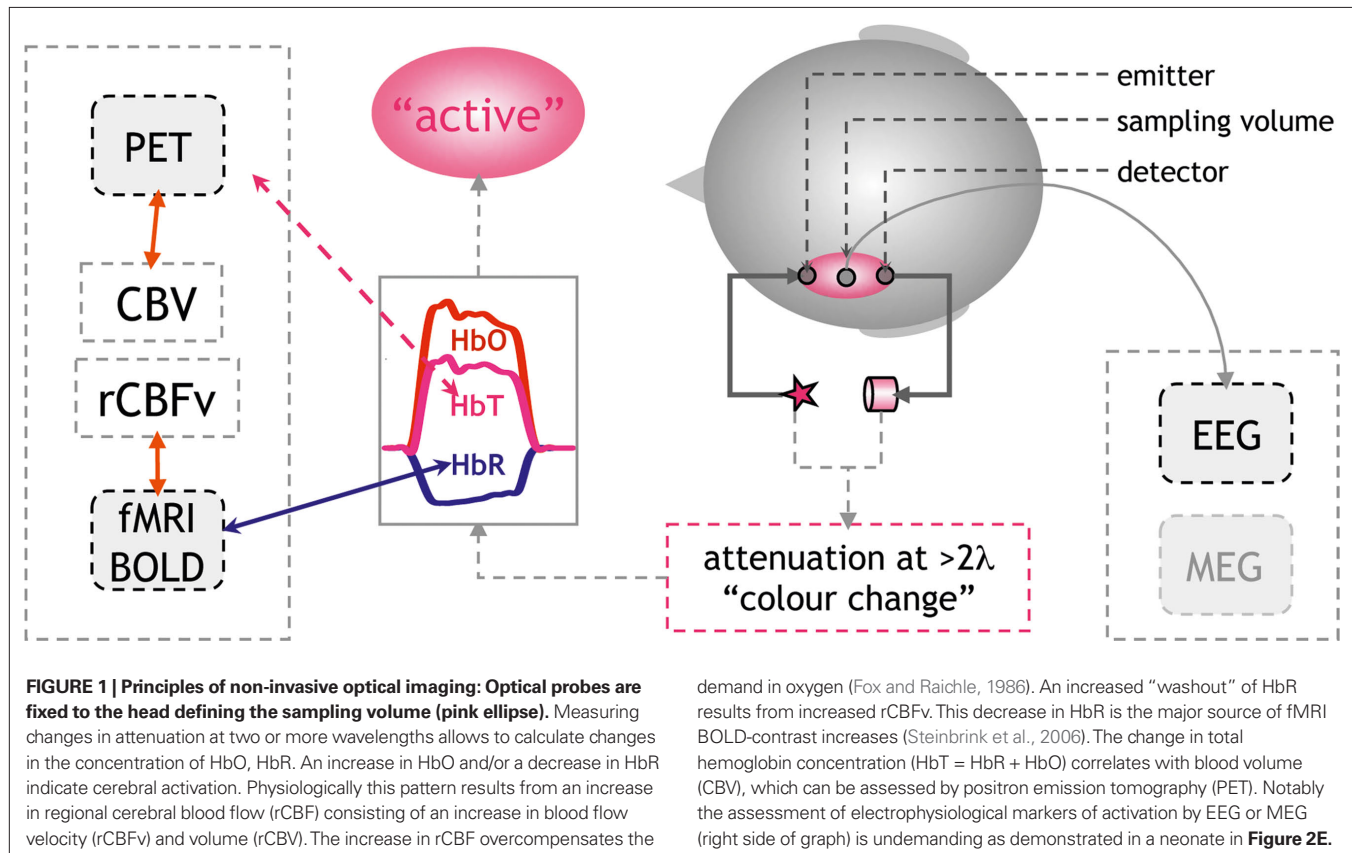 PET
CBV
rCBFv
fMRI
BOLD
“active”
HbO
HbT
HbR
emitter
sampling volume
detector
attenuation at >2λ
“colour change”
EEG
MEG
FIGURE 1 | Principles of non-invasive optical imaging: Optical probes are
fixed to the head defining the sampling volume (pink ellipse). Measuring
changes in attenuation at two or more wavelengths allows to calculate changes
in the concentration of HbO, HbR. An increase in HbO and/or a decrease in HbR
indicate cerebral activation. Physiologically this pattern results from an increase
in regional cerebral blood flow (rCBF) consisting of an increase in blood flow
velocity (rCBFv) and volume (rCBV). The increase in rCBF overcompensates the
demand in oxygen (Fox and Raichle, 1986). An increased “washout” of HbR
results from increased rCBFv. This decrease in HbR is the major source of fMRI
BOLD-contrast increases (Steinbrink et al., 2006). The change in total
hemoglobin concentration (HbT = HbR + HbO) correlates with blood volume
(CBV), which can be assessed by positron emission tomography (PET). Notably
the assessment of electrophysiological markers of activation by EEG or MEG
(right side of graph) is undemanding as demonstrated in a neonate in Figure 2E.